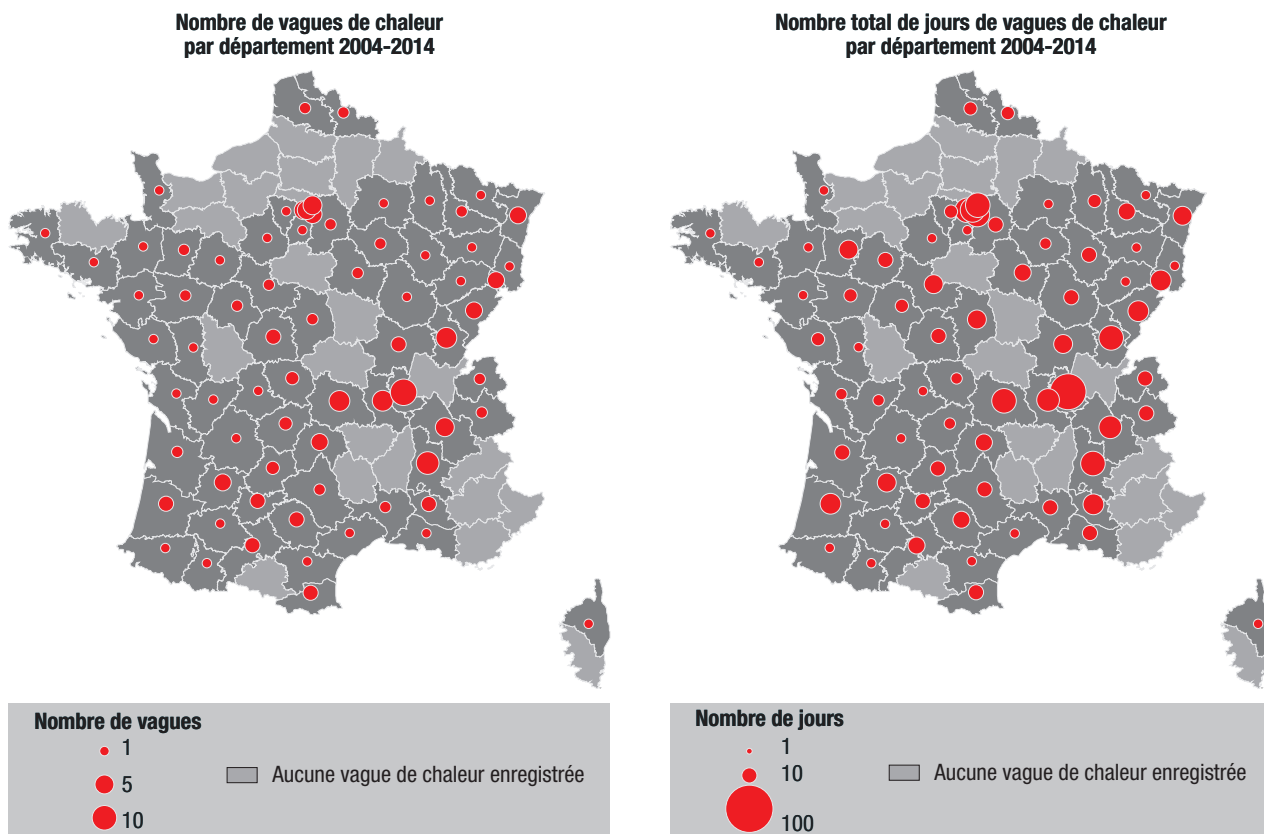 Nombre de vagues de chaleur
par département 2004-2014
Nombre total de jours de vagues de chaleur
par département 2004-2014
Nombre de vagues
1
5
10
Aucune vague de chaleur enregistrée
Nombre de jours
1
10
100
Aucune vague de chaleur enregistrée